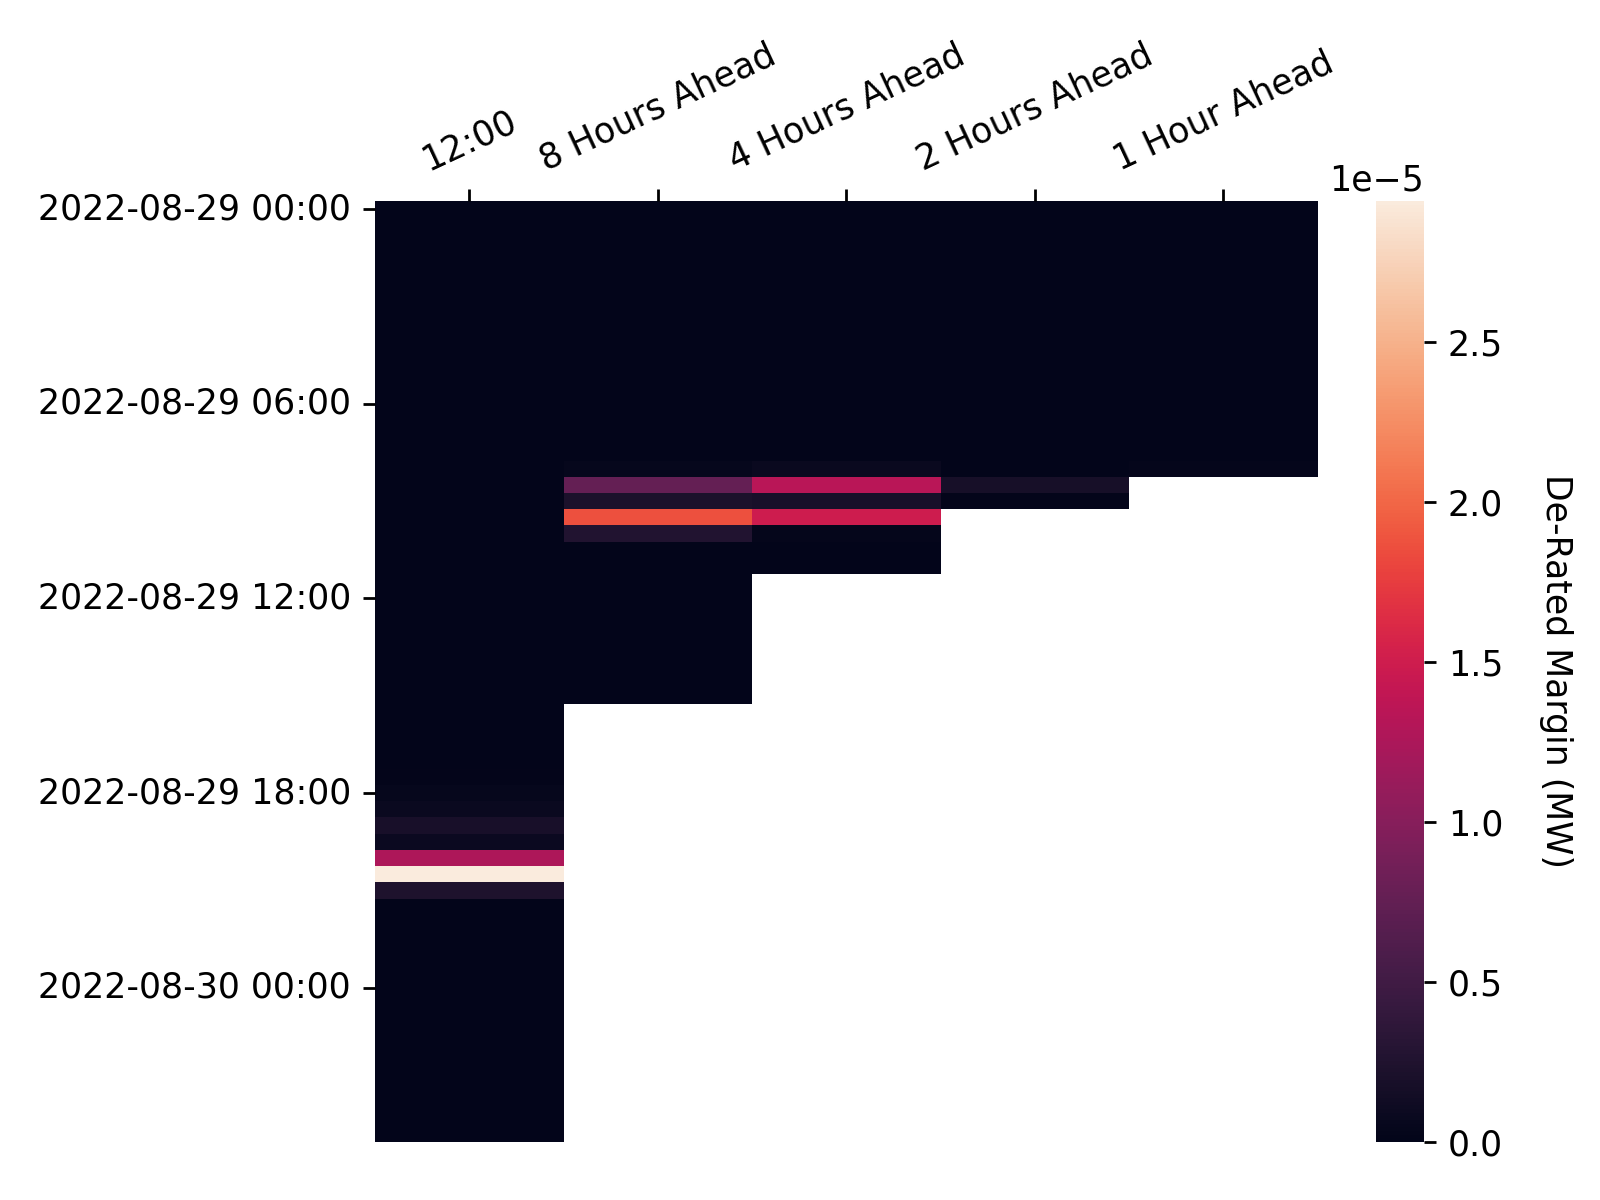 12:00
8 Hours Ahead
4 Hours Ahead
2 Hours Ahead
1 Hour Ahead
1e−5
2022-08-29 00:00
2022-08-29 06:00
2022-08-29 12:00
2022-08-29 18:00
2022-08-30 00:00
2.5
2.0
1.5
1.0
0.5
0.0
De-Rated Margin (MW)